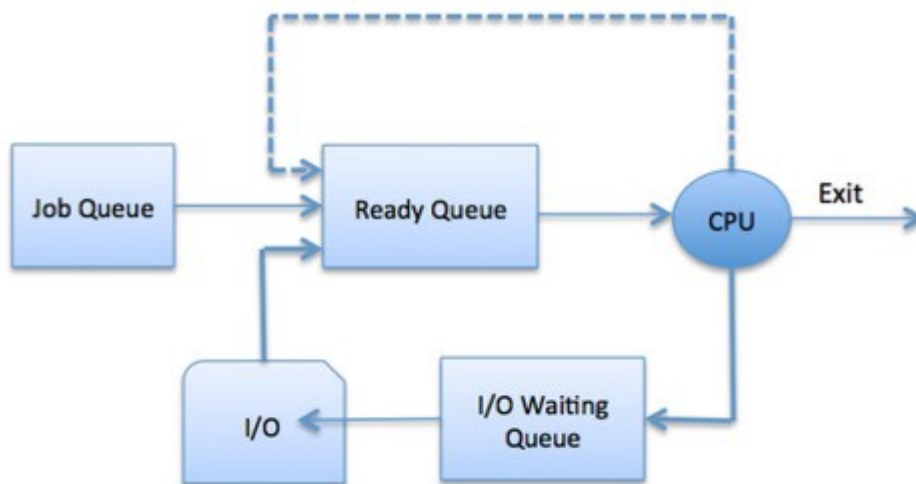 Job Queue
Ready Queue
CPU
Exit
I/O
I/O Waiting
Queue